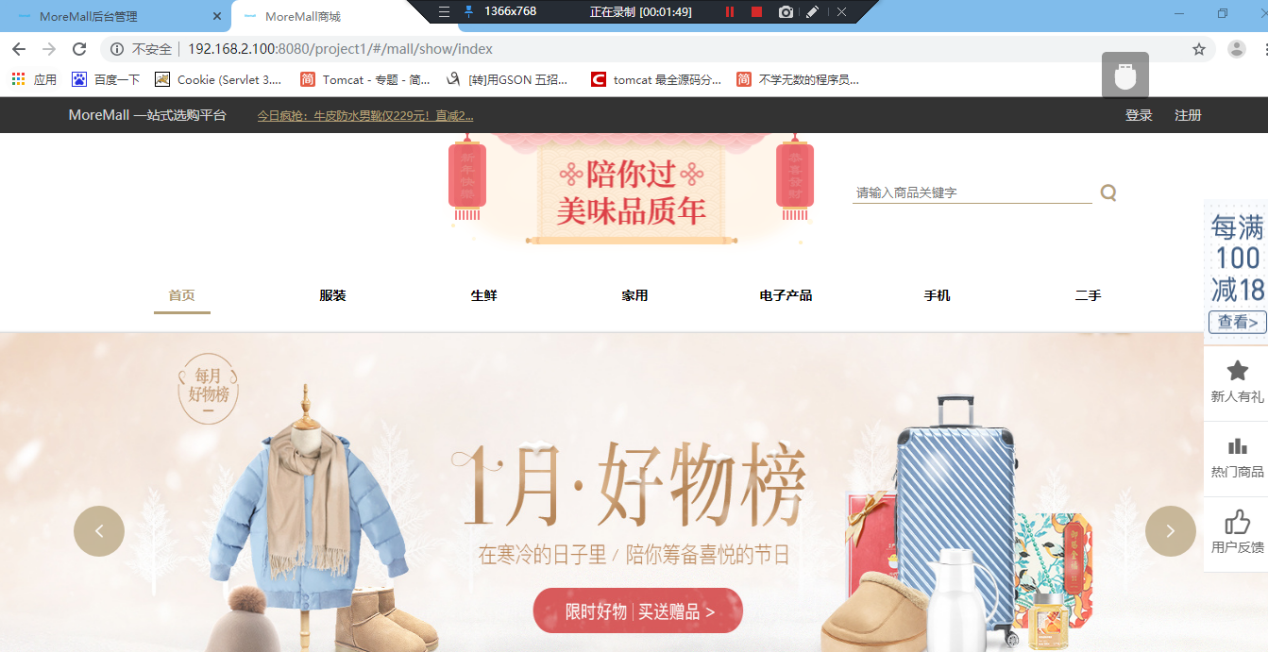 MoreMall后台管理
MoreMall商城
1366x768
正在录制 [00:01:49]
不安全
192.168.2.100:8080/project1/#/mall/show/index
应用
百度一下
Cookie (Servlet 3....
简
Tomcat - 专题 - 简...
[转]用GSON 五招...
C
tomcat 最全源码分...
简
不学无数的程序员...
MoreMall 一站式选购平台
今日疯抢：牛皮防水男靴仅229元！直减2...
登录
注册
新年快乐
恭喜发财
陪你过
美味品质年
请输入商品关键字
首页
服装
生鲜
家用
电子产品
手机
二手
每满
100
减18
查看>
新人有礼
热门商品
用户反馈
每月
好物榜
1月·好物榜
在寒冷的日子里 / 陪你筹备喜悦的节日
限时好物 | 买送赠品 >